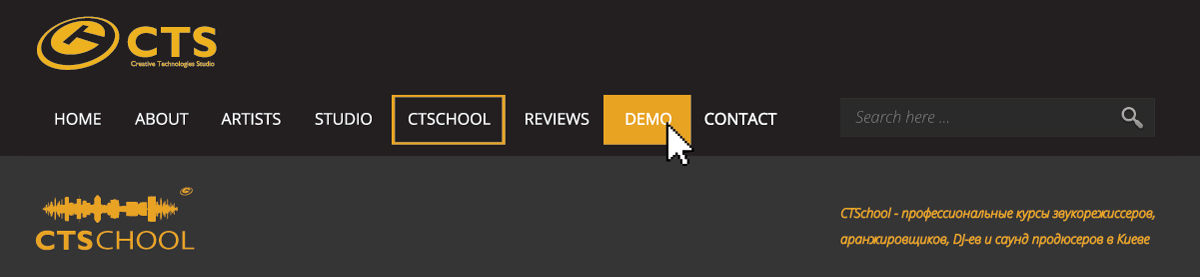 CTS
Creative Technologies Studio
HOME ABOUT ARTISTS STUDIO CTSCHOOL REVIEWS DEMO CONTACT
Search here ...
CTSCHOOL
CTSchool - профессиональные курсы звукорежиссеров,
аранжировщиков, DJ-ев и саунд продюсеров в Киеве